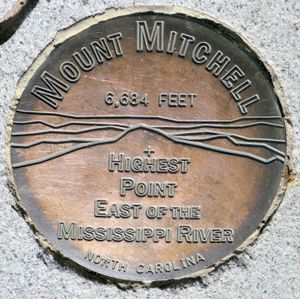 MOUNT MITCHELL
6,684 FEET
+
HIGHEST
POINT
EAST OF THE
MISSISSIPPI RIVER
NORTH CAROLINA